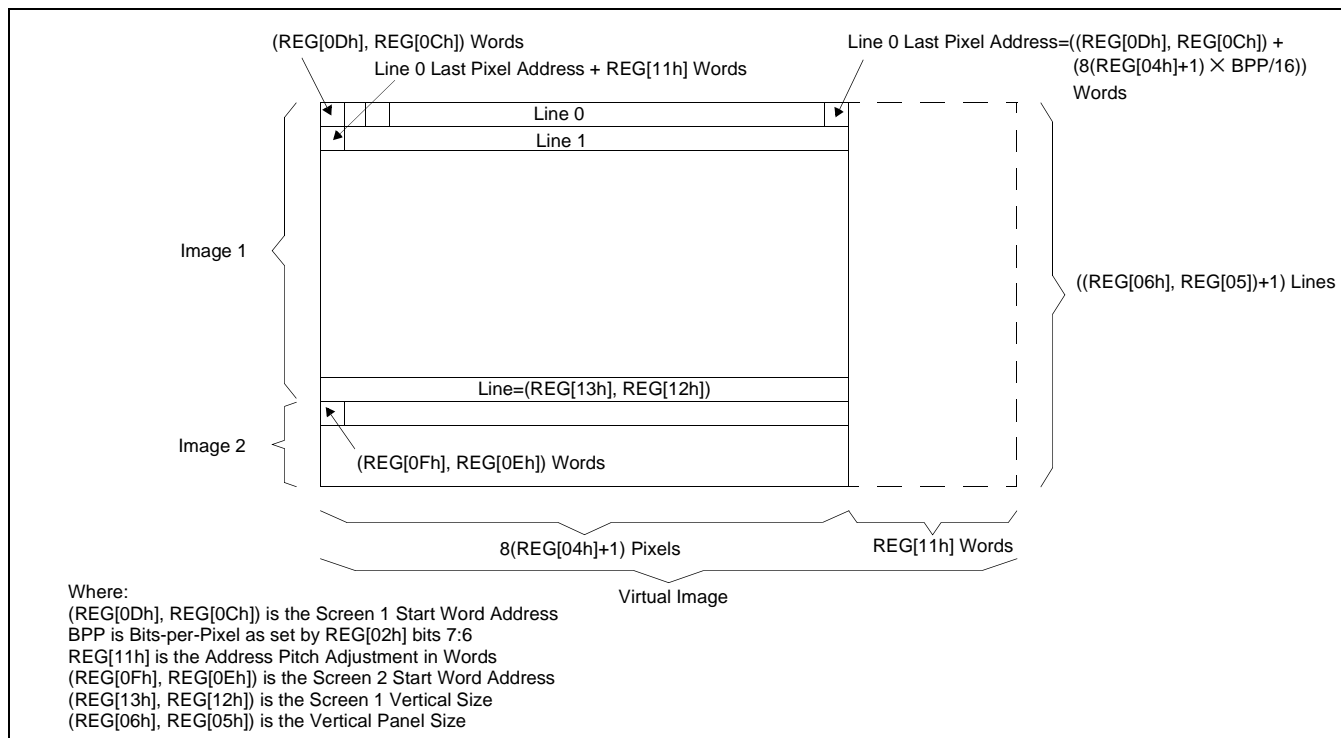 (REG[0Dh], REG[0Ch]) Words
Line 0 Last Pixel Address=((REG[0Dh], REG[0Ch]) +
(8(REG[04h]+1) × BPP/16))
Words
Line 0 Last Pixel Address + REG[11h] Words
Line 0
Line 1
Image 1
((REG[06h], REG[05])+1) Lines
Line=(REG[13h], REG[12h])
Image 2
(REG[0Fh], REG[0Eh]) Words
8(REG[04h]+1) Pixels
REG[11h] Words
Virtual Image
Where:
(REG[0Dh], REG[0Ch]) is the Screen 1 Start Word Address
BPP is Bits-per-Pixel as set by REG[02h] bits 7:6
REG[11h] is the Address Pitch Adjustment in Words
(REG[0Fh], REG[0Eh]) is the Screen 2 Start Word Address
(REG[13h], REG[12h]) is the Screen 1 Vertical Size
(REG[06h], REG[05h]) is the Vertical Panel Size